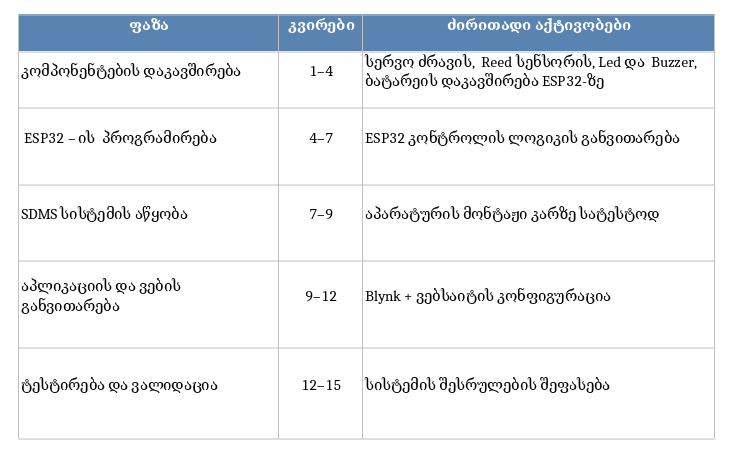 ფაზა კვირები ძირითადი აქტივობები
კომპონენტების დაკავშირება 1–4 სერვო ძრავის, Reed სენსორის, Led და Buzzer,
ბატარეის დაკავშირება ESP32-ზე
ESP32 – ის პროგრამირება 4–7 ESP32 კონტროლის ლოგიკის განვითარება
SDMS სისტემის აწყობა 7–9 აპარატურის მონტაჟი კარზე სატესტოდ
აპლიკაციის და ვების
განვითარება 9–12 Blynk + ვებსაიტის კონფიგურაცია
ტესტირება და ვალიდაცია 12–15 სისტემის შესრულების შეფასება